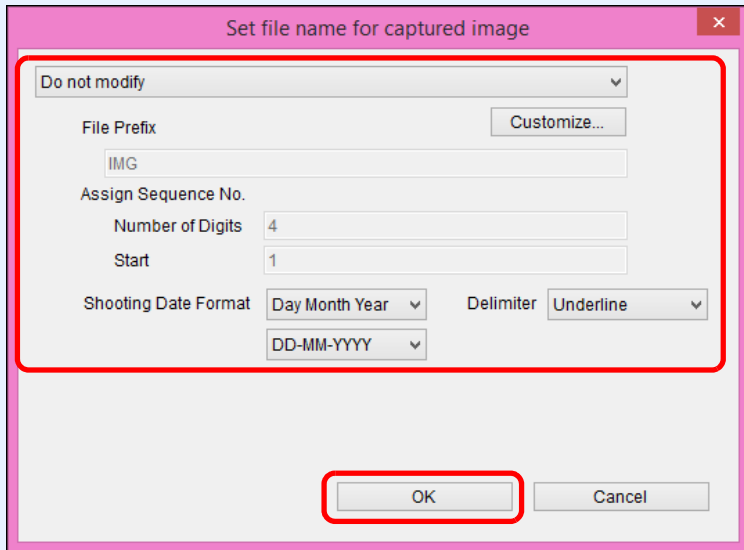 Set file name for captured image
Do not modify
File Prefix
Customize...
IMG
Assign Sequence No.
Number of Digits 4
Start 1
Shooting Date Format Day Month Year Delimiter Underline
DD-MM-YYYY
OK Cancel